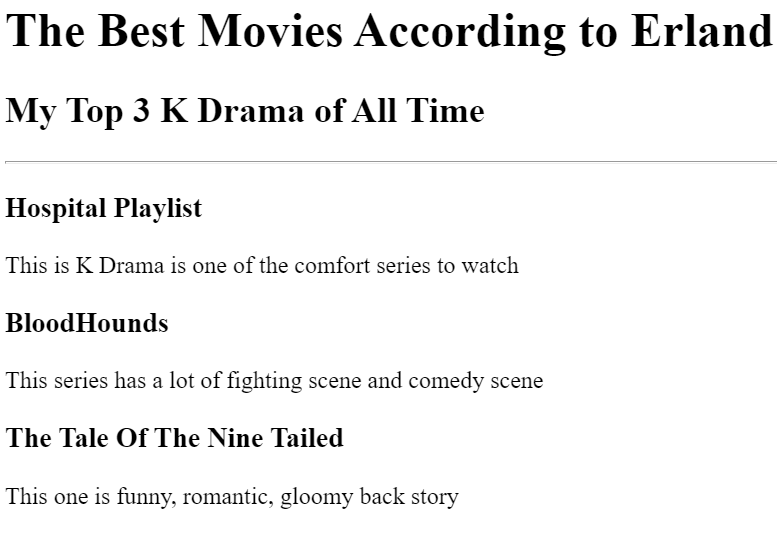 The Best Movies According to Erland
My Top 3 K Drama of All Time
Hospital Playlist
This is K Drama is one of the comfort series to watch
BloodHounds
This series has a lot of fighting scene and comedy scene
The Tale Of The Nine Tailed
This one is funny, romantic, gloomy back story